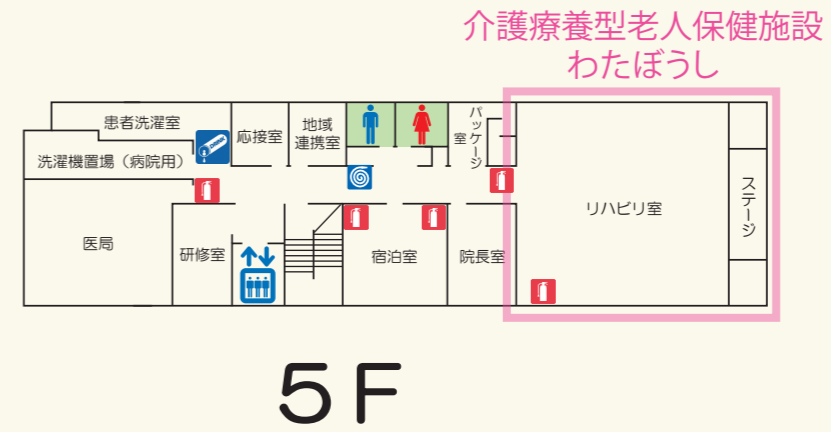 介護療養型老人保健施設
わたぼうし
患者洗濯室
洗濯機置場（病院用）
DRINK
応接室
地域
連携室
パッケージ
室
リハビリ室
ステージ
医局
研修室
宿泊室
院長室
5F